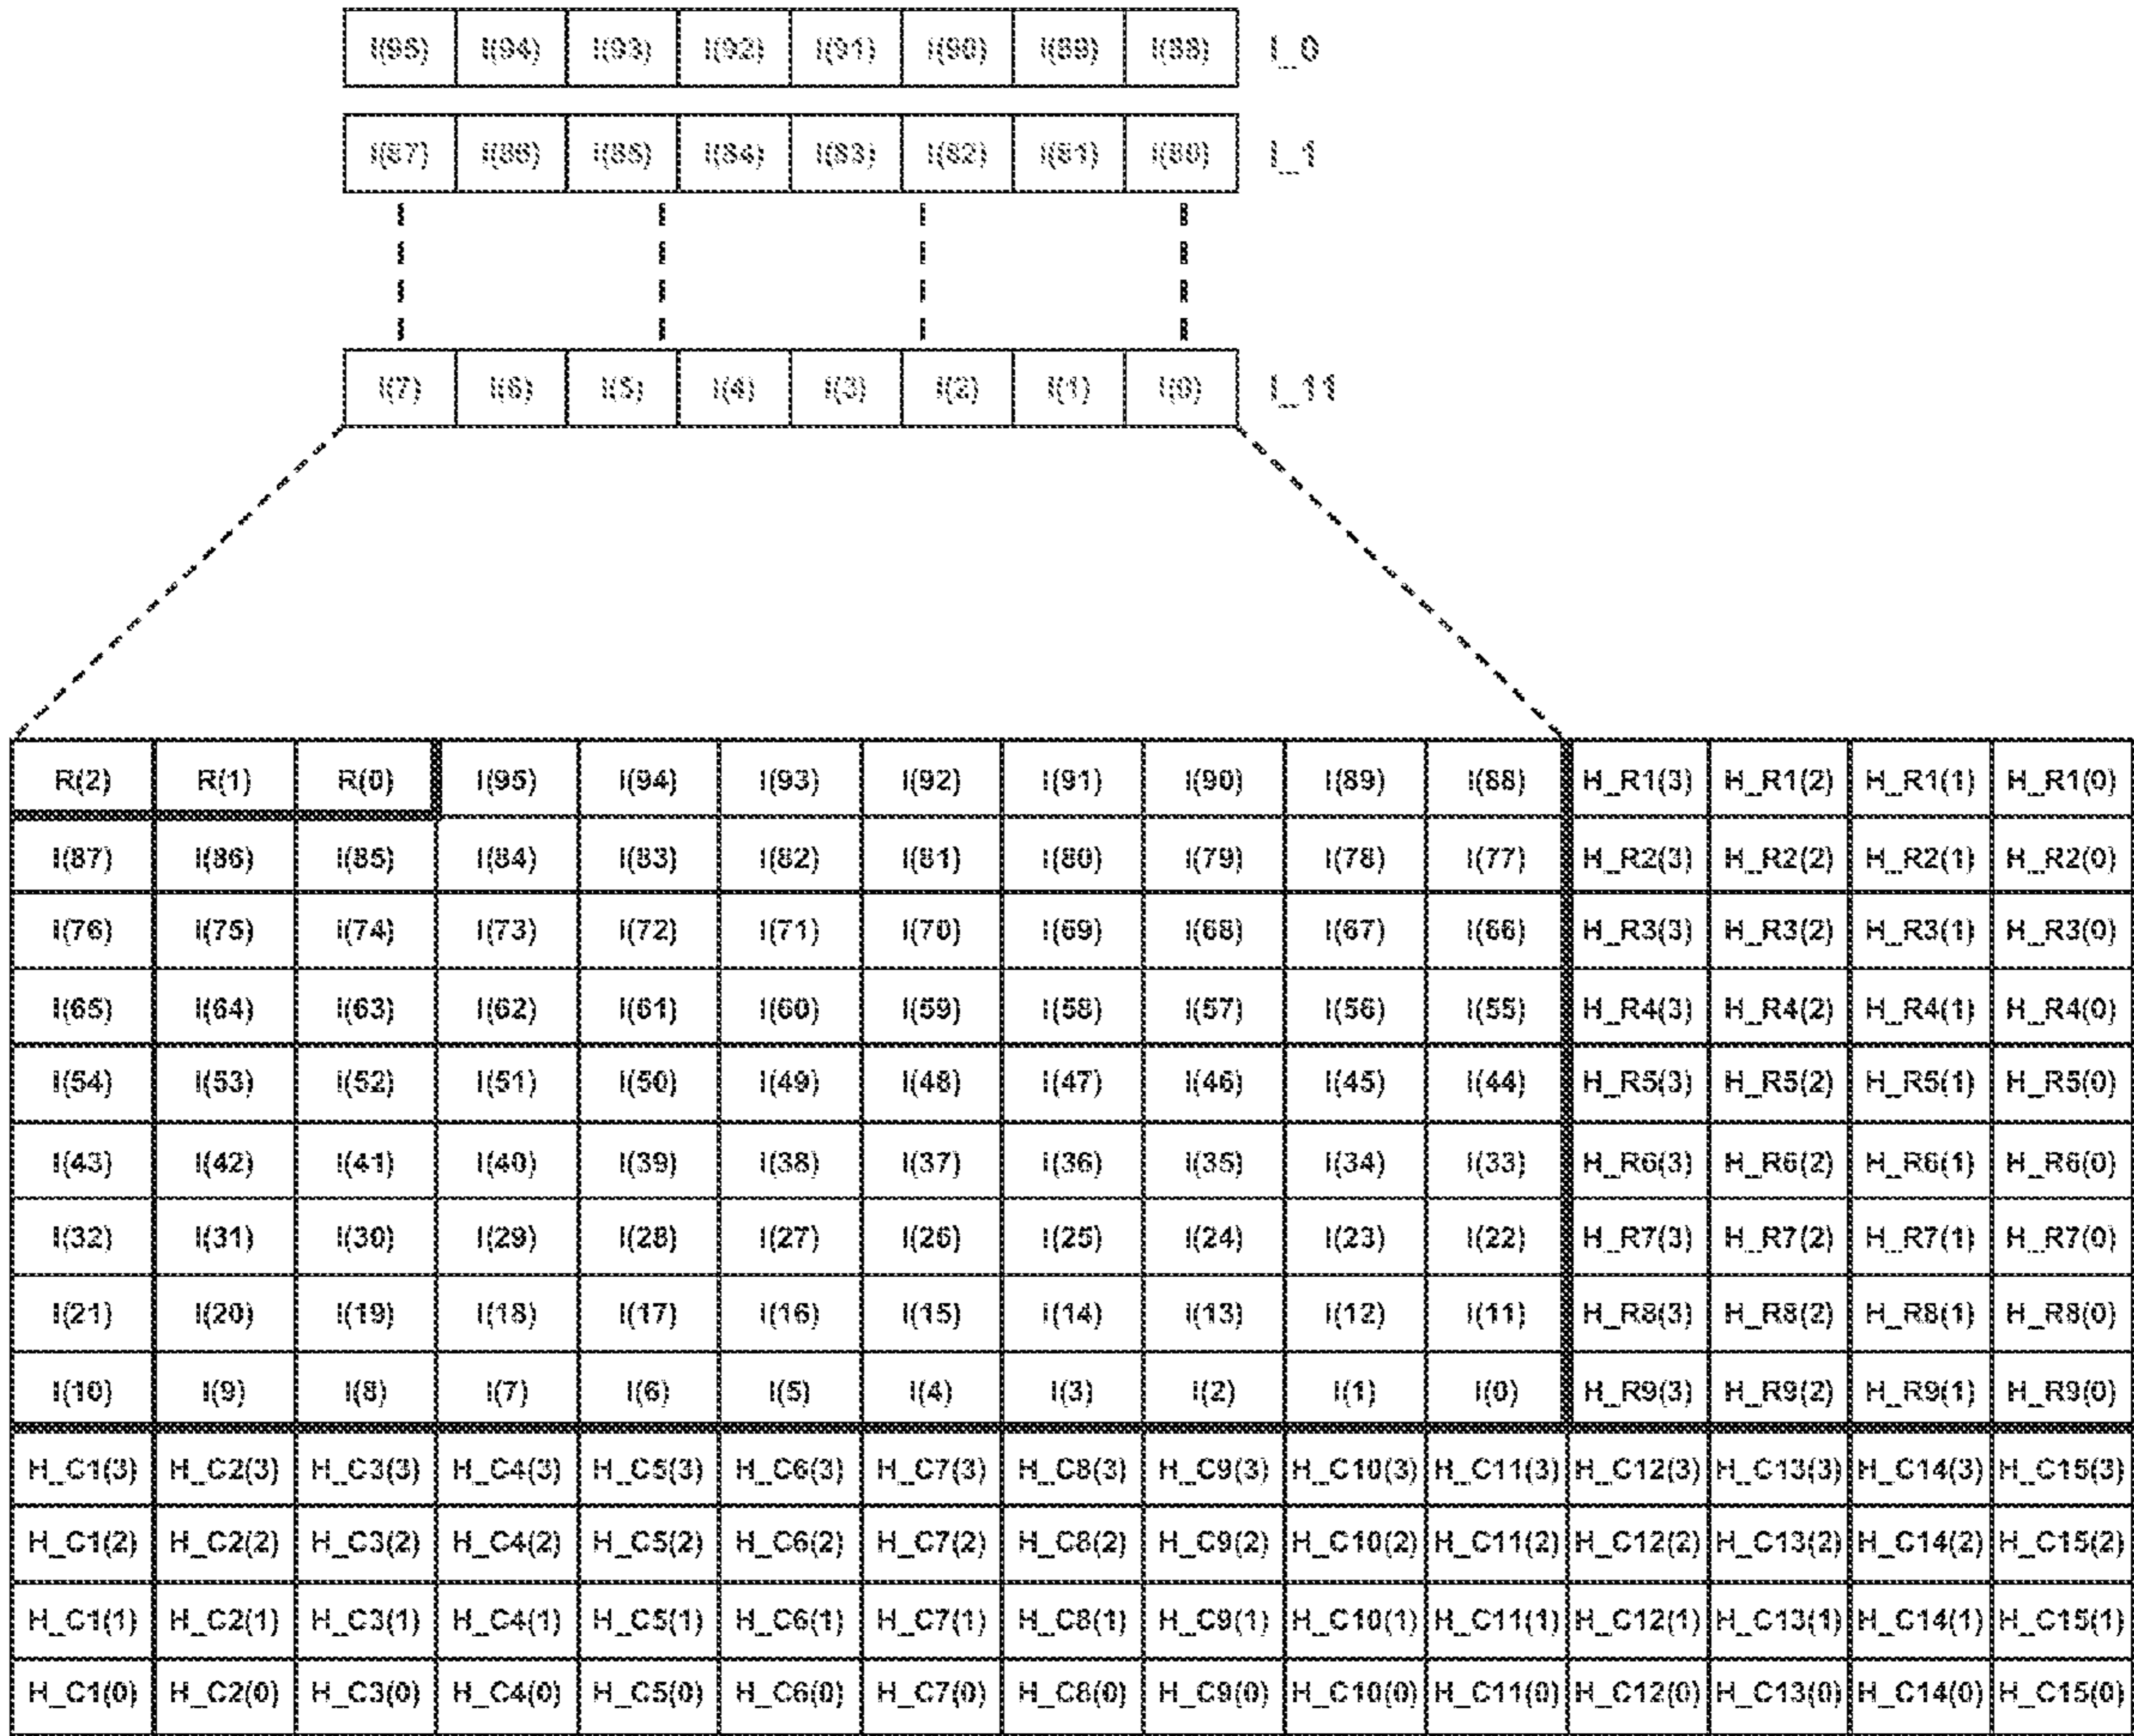 I(95) I(94) I(93) I(92) I(91) I(90) I(89) I(88) I_0
I(87) I(86) I(85) I(84) I(83) I(82) I(81) I(80) I_1
I(7) I(6) I(5) I(4) I(3) I(2) I(1) I(0) I_11
R(2) R(1) R(0) I(95) I(94) I(93) I(92) I(91) I(90) I(89) I(88) H_R1(3) H_R1(2) H_R1(1) H_R1(0)
I(87) I(86) I(85) I(84) I(83) I(82) I(81) I(80) I(79) I(78) I(77) H_R2(3) H_R2(2) H_R2(1) H_R2(0)
I(76) I(75) I(74) I(73) I(72) I(71) I(70) I(69) I(68) I(67) I(66) H_R3(3) H_R3(2) H_R3(1) H_R3(0)
I(65) I(64) I(63) I(62) I(61) I(60) I(59) I(58) I(57) I(56) I(55) H_R4(3) H_R4(2) H_R4(1) H_R4(0)
I(54) I(53) I(52) I(51) I(50) I(49) I(48) I(47) I(46) I(45) I(44) H_R5(3) H_R5(2) H_R5(1) H_R5(0)
I(43) I(42) I(41) I(40) I(39) I(38) I(37) I(36) I(35) I(34) I(33) H_R6(3) H_R6(2) H_R6(1) H_R6(0)
I(32) I(31) I(30) I(29) I(28) I(27) I(26) I(25) I(24) I(23) I(22) H_R7(3) H_R7(2) H_R7(1) H_R7(0)
I(21) I(20) I(19) I(18) I(17) I(16) I(15) I(14) I(13) I(12) I(11) H_R8(3) H_R8(2) H_R8(1) H_R8(0)
I(10) I(9) I(8) I(7) I(6) I(5) I(4) I(3) I(2) I(1) I(0) H_R9(3) H_R9(2) H_R9(1) H_R9(0)
H_C1(3) H_C2(3) H_C3(3) H_C4(3) H_C5(3) H_C6(3) H_C7(3) H_C8(3) H_C9(3) H_C10(3) H_C11(3) H_C12(3) H_C13(3) H_C14(3) H_C15(3)
H_C1(2) H_C2(2) H_C3(2) H_C4(2) H_C5(2) H_C6(2) H_C7(2) H_C8(2) H_C9(2) H_C10(2) H_C11(2) H_C12(2) H_C13(2) H_C14(2) H_C15(2)
H_C1(1) H_C2(1) H_C3(1) H_C4(1) H_C5(1) H_C6(1) H_C7(1) H_C8(1) H_C9(1) H_C10(1) H_C11(1) H_C12(1) H_C13(1) H_C14(1) H_C15(1)
H_C1(0) H_C2(0) H_C3(0) H_C4(0) H_C5(0) H_C6(0) H_C7(0) H_C8(0) H_C9(0) H_C10(0) H_C11(0) H_C12(0) H_C13(0) H_C14(0) H_C15(0)